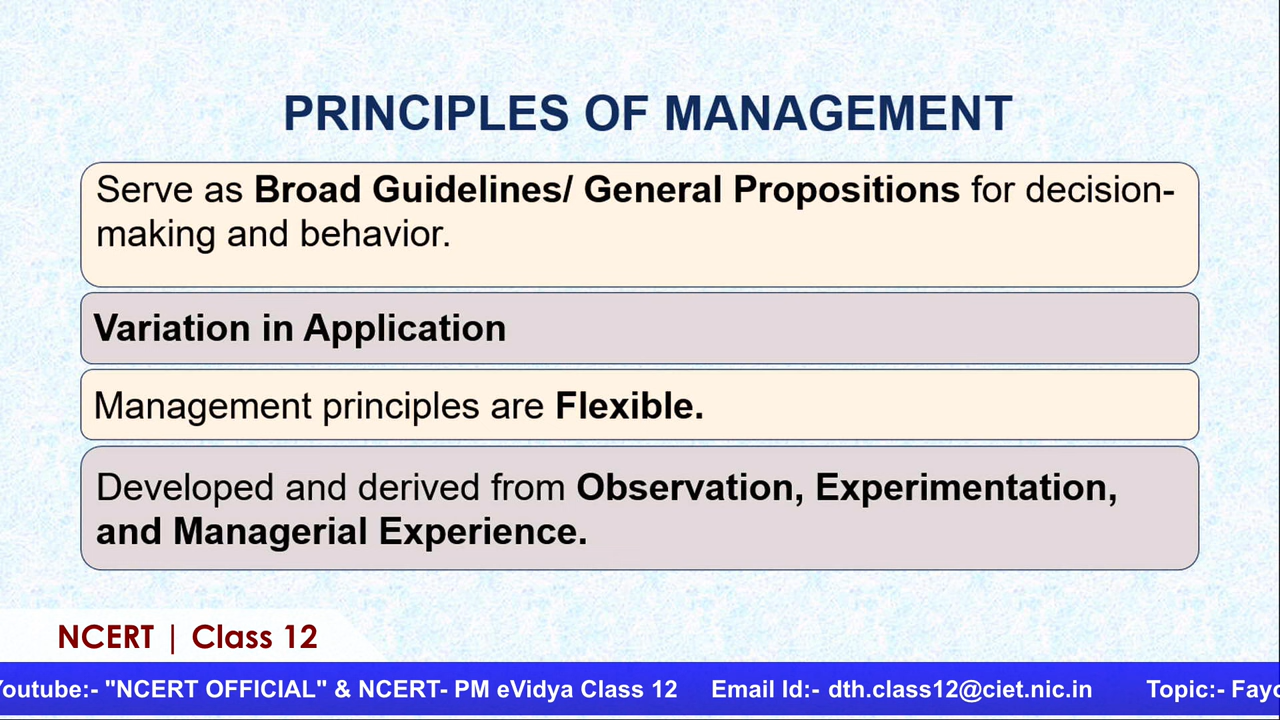 PRINCIPLES OF MANAGEMENT
Serve as Broad Guidelines/ General Propositions for decision-
making and behavior.
Variation in Application
Management principles are Flexible.
Developed and derived from Observation, Experimentation,
and Managerial Experience.
NCERT | Class 12
Youtube:- "NCERT OFFICIAL" & NCERT- PM eVidya Class 12 Email Id:- dth.class12@ciet.nic.in Topic:-